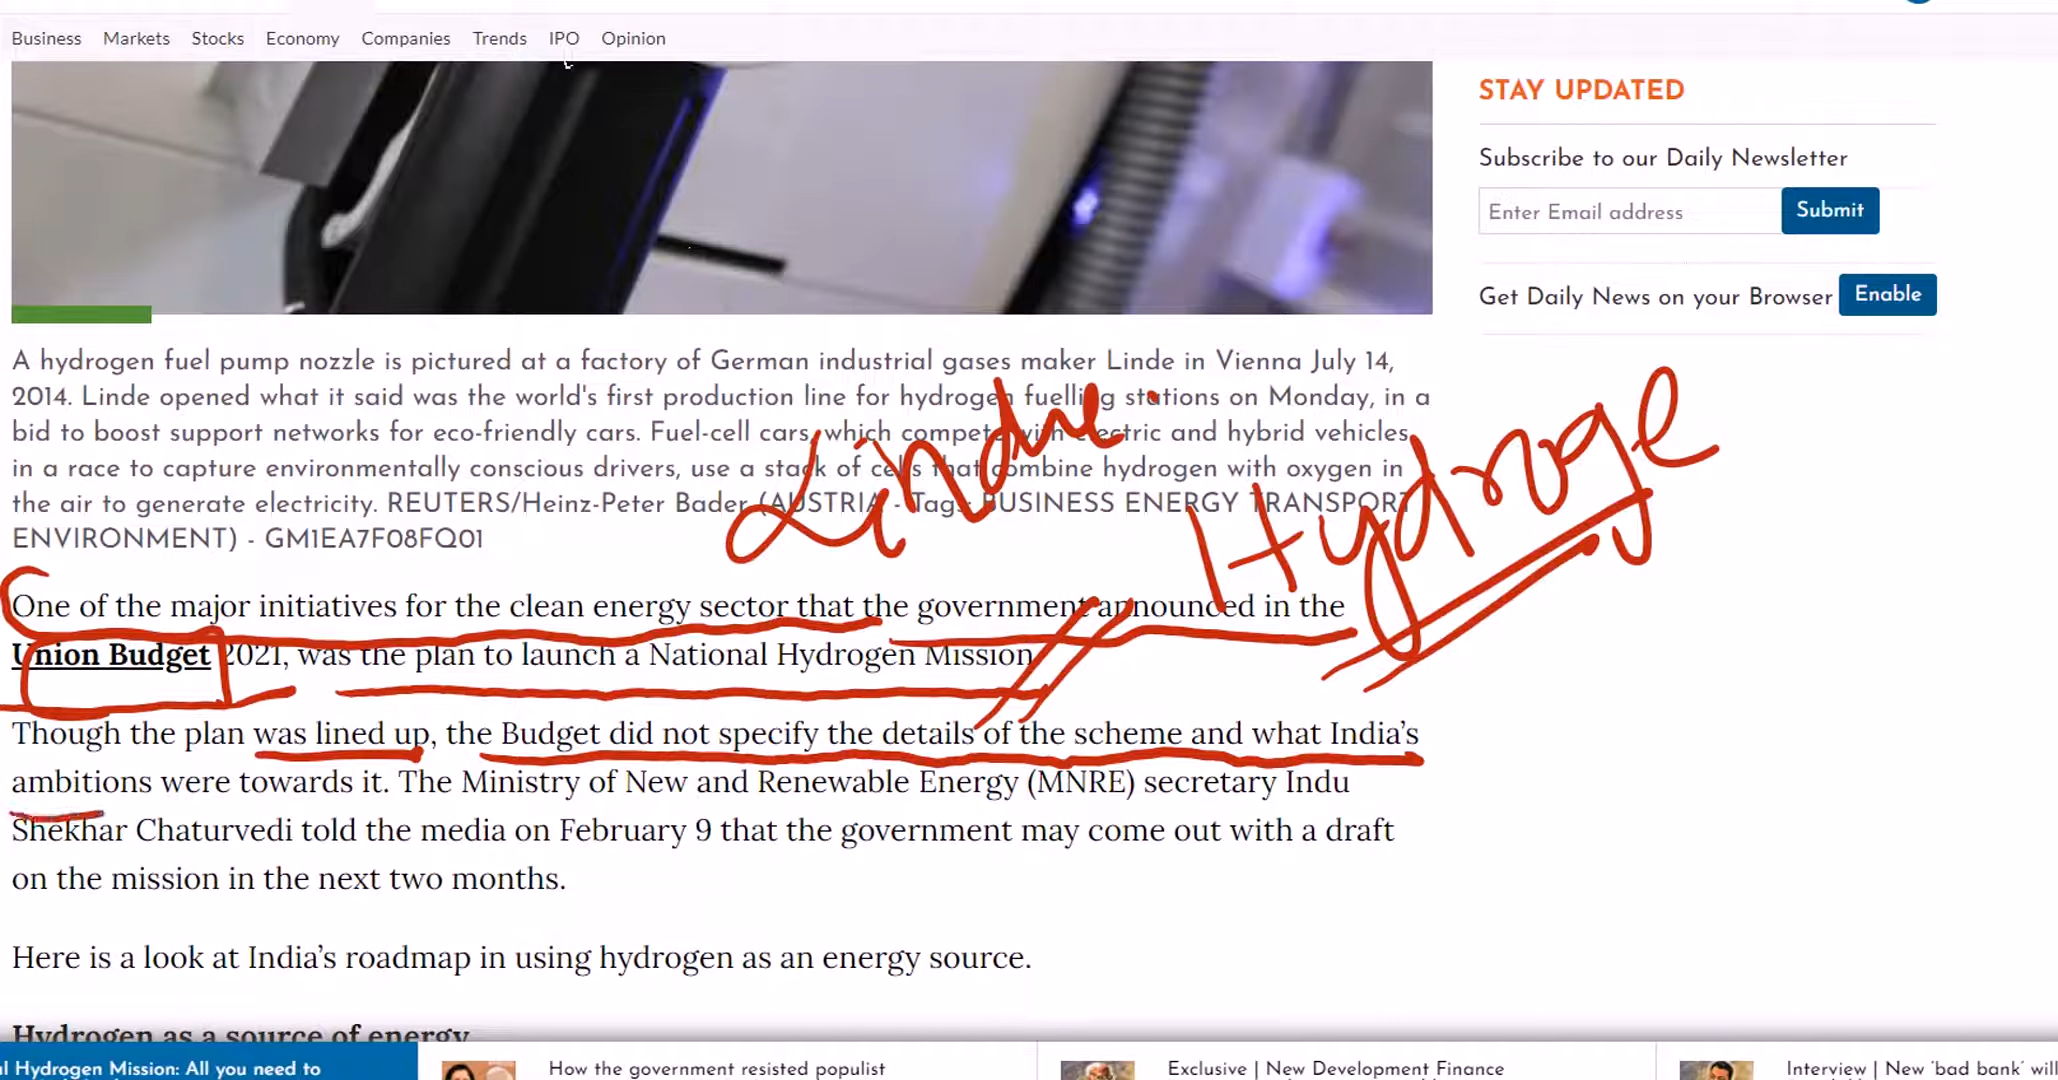 Business Markets Stocks Economy Companies Trends IPO Opinion
STAY UPDATED
Subscribe to our Daily Newsletter
Enter Email address Submit
Get Daily News on your Browser Enable
A hydrogen fuel pump nozzle is pictured at a factory of German industrial gases maker Linde in Vienna July 14,
2014. Linde opened what it said was the world's first production line for hydrogen fuelling stations on Monday, in a
bid to boost support networks for eco-friendly cars. Fuel-cell cars, which compete with electric and hybrid vehicles
in a race to capture environmentally conscious drivers, use a stack of cells that combine hydrogen with oxygen in
the air to generate electricity. REUTERS/Heinz-Peter Bader (AUSTRIA - Tags: BUSINESS ENERGY TRANSPORT
ENVIRONMENT) - GM1EA7F08FQ01
Linde
Hydroge
One of the major initiatives for the clean energy sector that the government announced in the
Union Budget 2021, was the plan to launch a National Hydrogen Mission
Though the plan was lined up, the Budget did not specify the details of the scheme and what India's
ambitions were towards it. The Ministry of New and Renewable Energy (MNRE) secretary Indu
Shekhar Chaturvedi told the media on February 9 that the government may come out with a draft
on the mission in the next two months.
Here is a look at India's roadmap in using hydrogen as an energy source.
Hydrogen as a source of energy
l Hydrogen Mission: All you need to
How the government resisted populist
Exclusive | New Development Finance
Interview | New 'bad bank' will